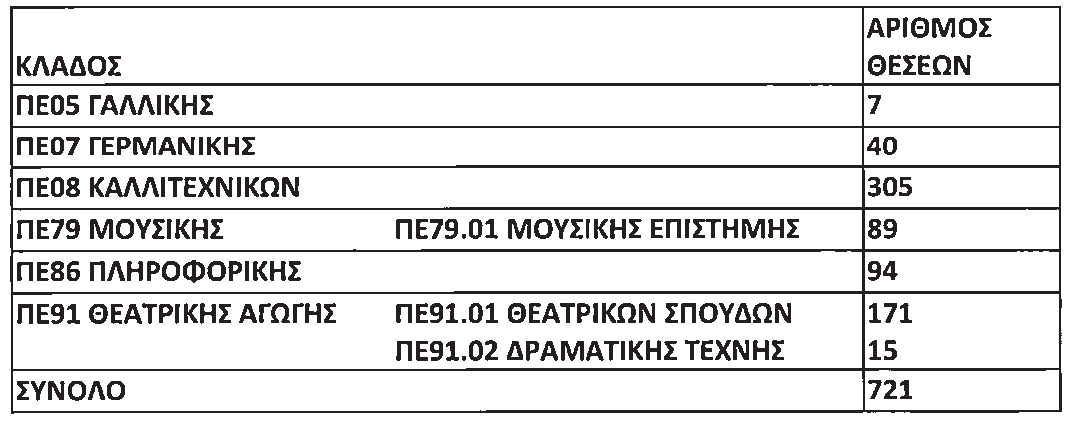 ΚΛΑΔΟΣ ΑΡΙΘΜΟΣ ΘΕΣΕΩΝ
ΠΕ05 ΓΑΛΛΙΚΗΣ 7
ΠΕ07 ΓΕΡΜΑΝΙΚΗΣ 40
ΠΕ08 ΚΑΛΛΙΤΕΧΝΙΚΩΝ 305
ΠΕ79 ΜΟΥΣΙΚΗΣ ΠΕ79.01 ΜΟΥΣΙΚΗΣ ΕΠΙΣΤΗΜΗΣ 89
ΠΕ86 ΠΛΗΡΟΦΟΡΙΚΗΣ 94
ΠΕ91 ΘΕΑΤΡΙΚΗΣ ΑΓΩΓΗΣ ΠΕ91.01 ΘΕΑΤΡΙΚΩΝ ΣΠΟΥΔΩΝ 171
ΠΕ91.02 ΔΡΑΜΑΤΙΚΗΣ ΤΕΧΝΗΣ 15
ΣΥΝΟΛΟ 721